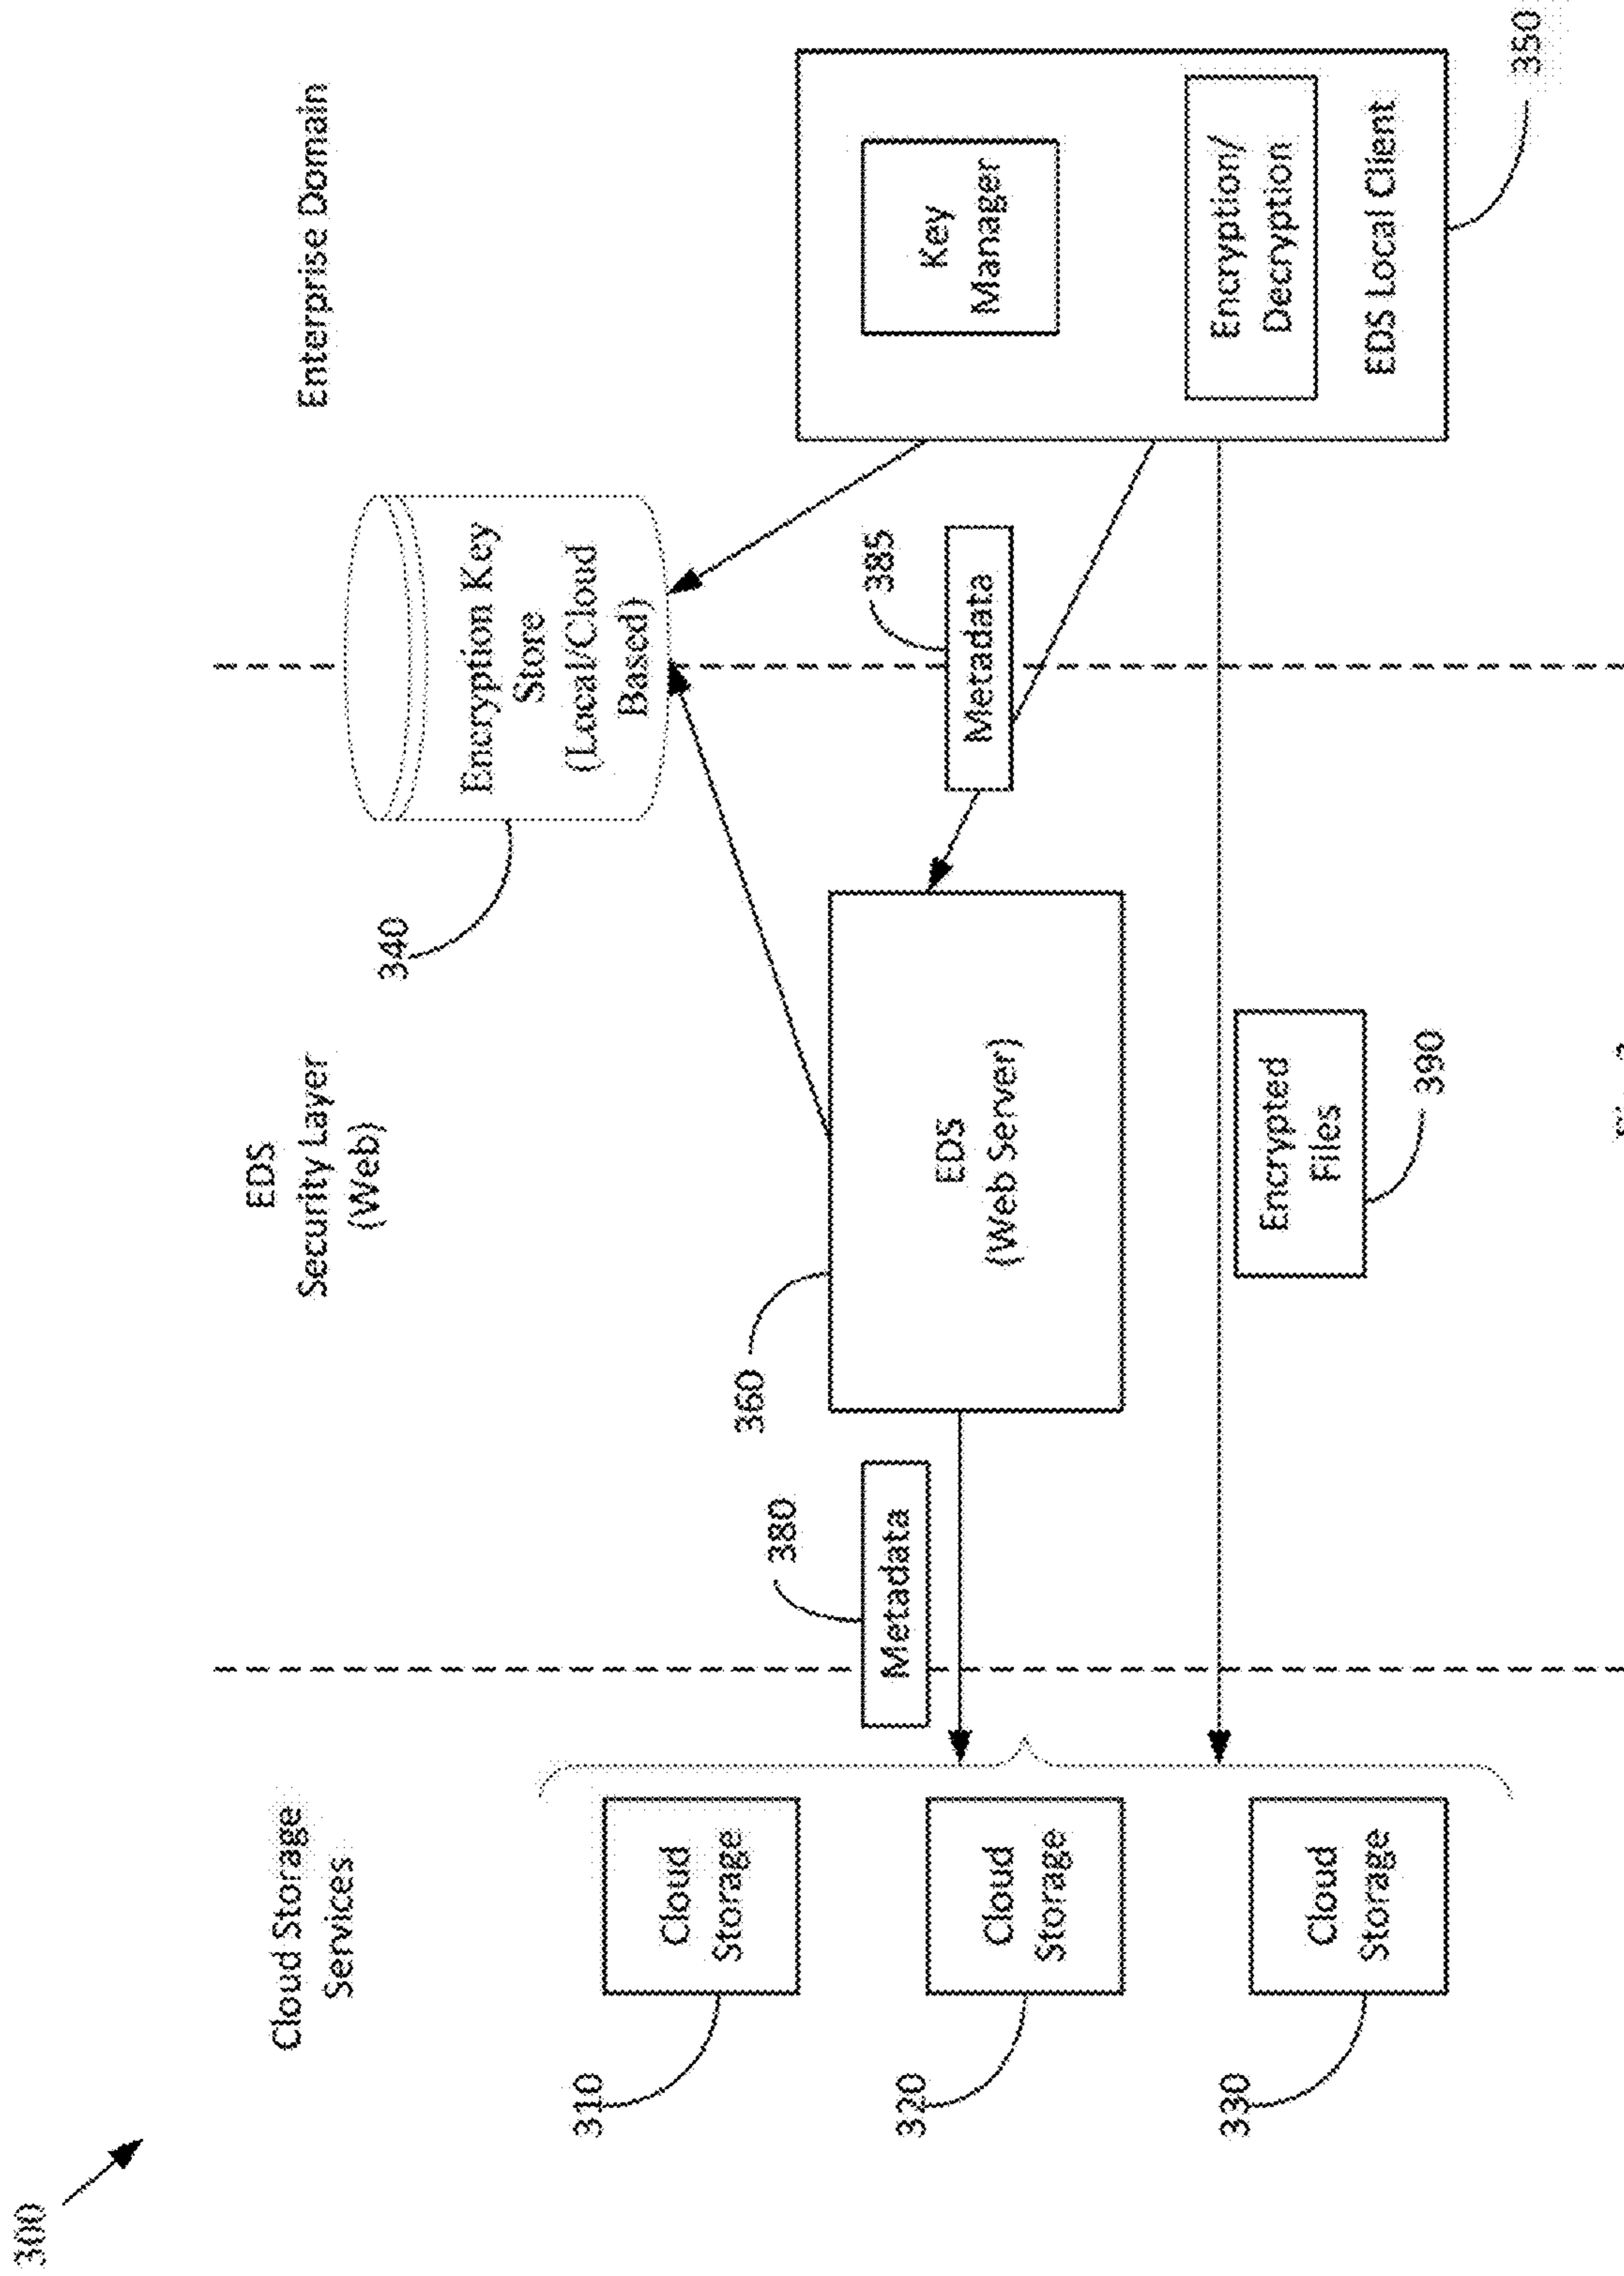 300
Cloud Storage
Services
EDS
Security Layer
(Web)
Enterprise Domain
310
Cloud
Storage
320
Cloud
Storage
330
Cloud
Storage
380
Metadata
360
EDS
(Web Server)
340
Encryption Key
Store
(Local/Cloud
Based)
385
Metadata
Encrypted
Files
390
Key
Manager
Encryption/
Decryption
EDS Local Client
350